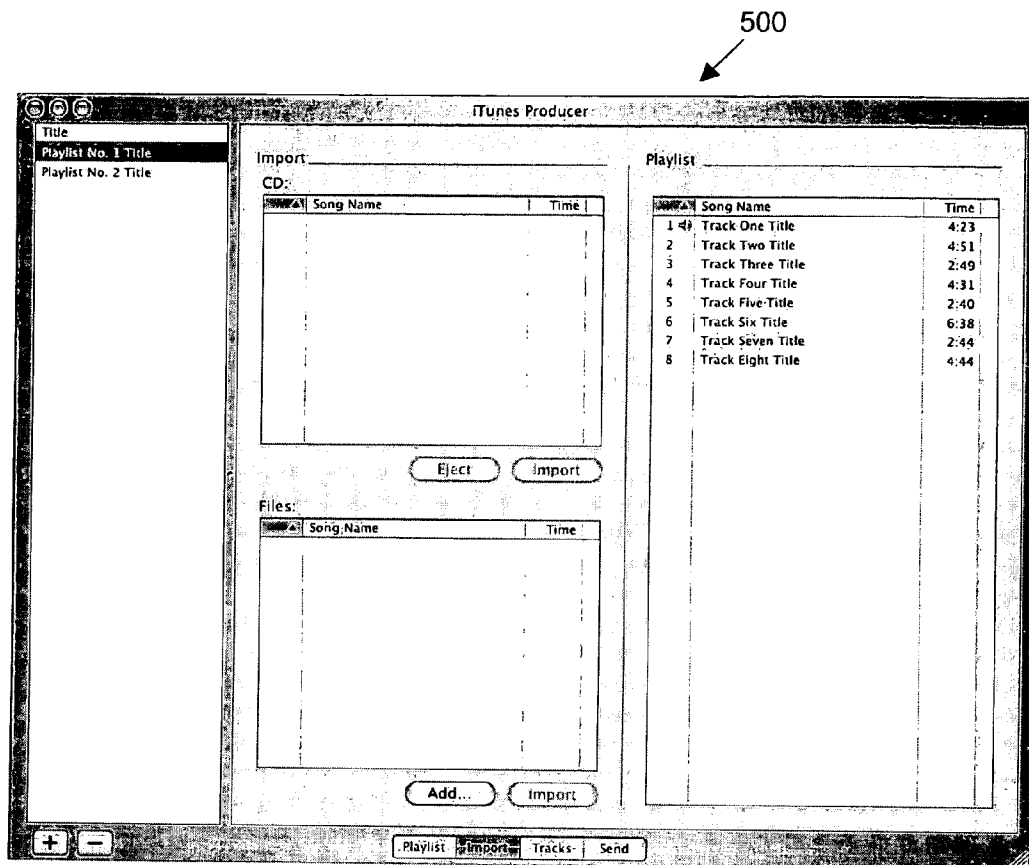 500
iTunes Producer
Title
Playlist No. 1 Title
Playlist No. 2 Title
Import
CD:
Song Name Time
Eject Import
Files:
Song Name Time
Add... Import
Playlist
Song Name Time
1 Track One Title 4:23
2 Track Two Title 4:51
3 Track Three Title 2:49
4 Track Four Title 4:31
5 Track Five Title 2:40
6 Track Six Title 6:38
7 Track Seven Title 2:44
8 Track Eight Title 4:44
+ −
Playlist Import Tracks Send